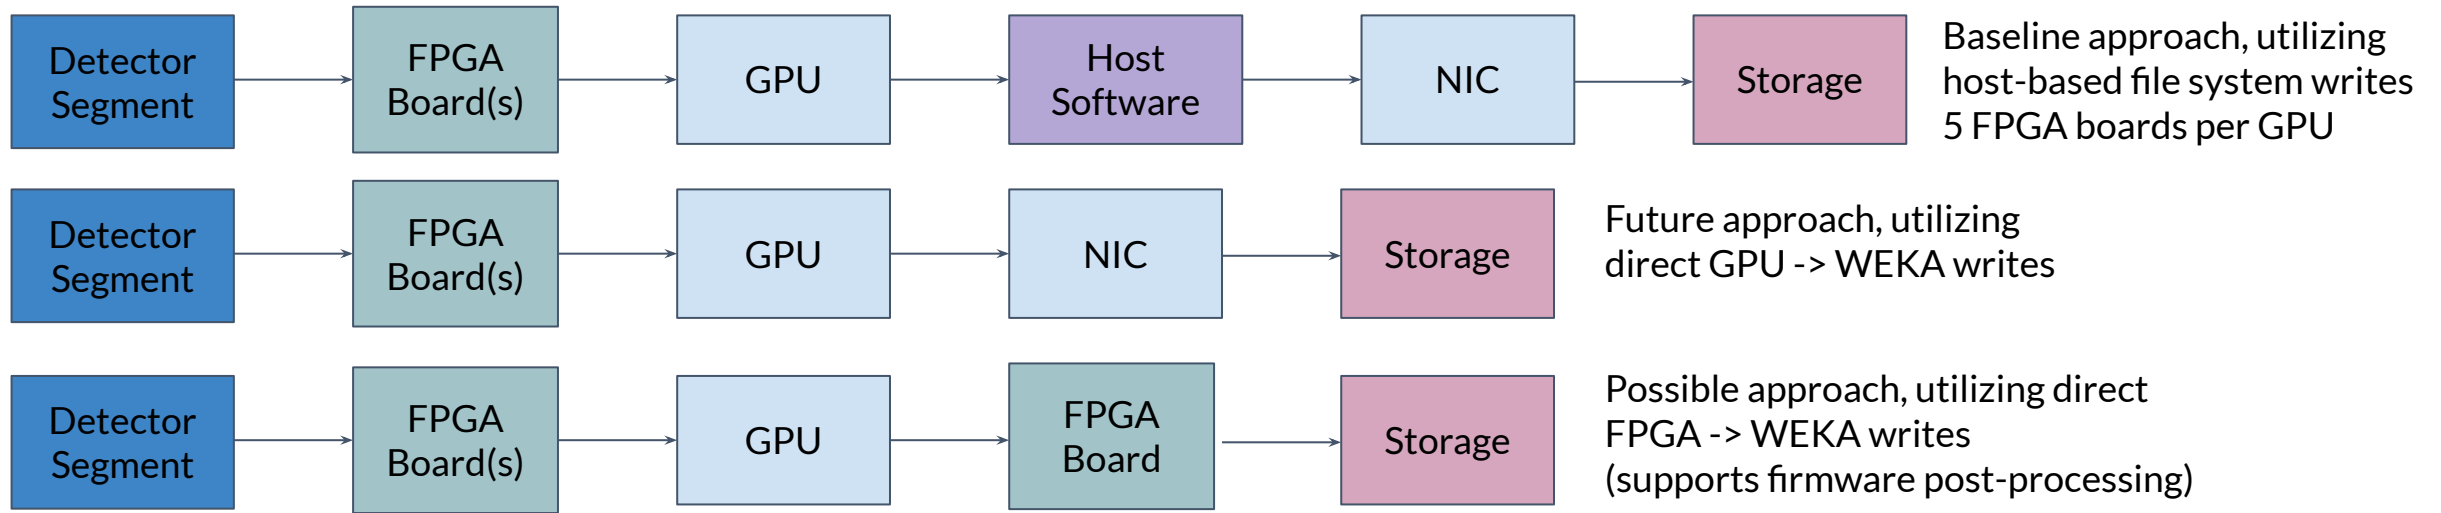 Detector
Segment
FPGA
Board(s)
GPU
Host
Software
NIC
Storage
Baseline approach, utilizing
host-based file system writes
5 FPGA boards per GPU
Detector
Segment
FPGA
Board(s)
GPU
NIC
Storage
Future approach, utilizing
direct GPU -> WEKA writes
Detector
Segment
FPGA
Board(s)
GPU
FPGA
Board
Storage
Possible approach, utilizing direct
FPGA -> WEKA writes
(supports firmware post-processing)